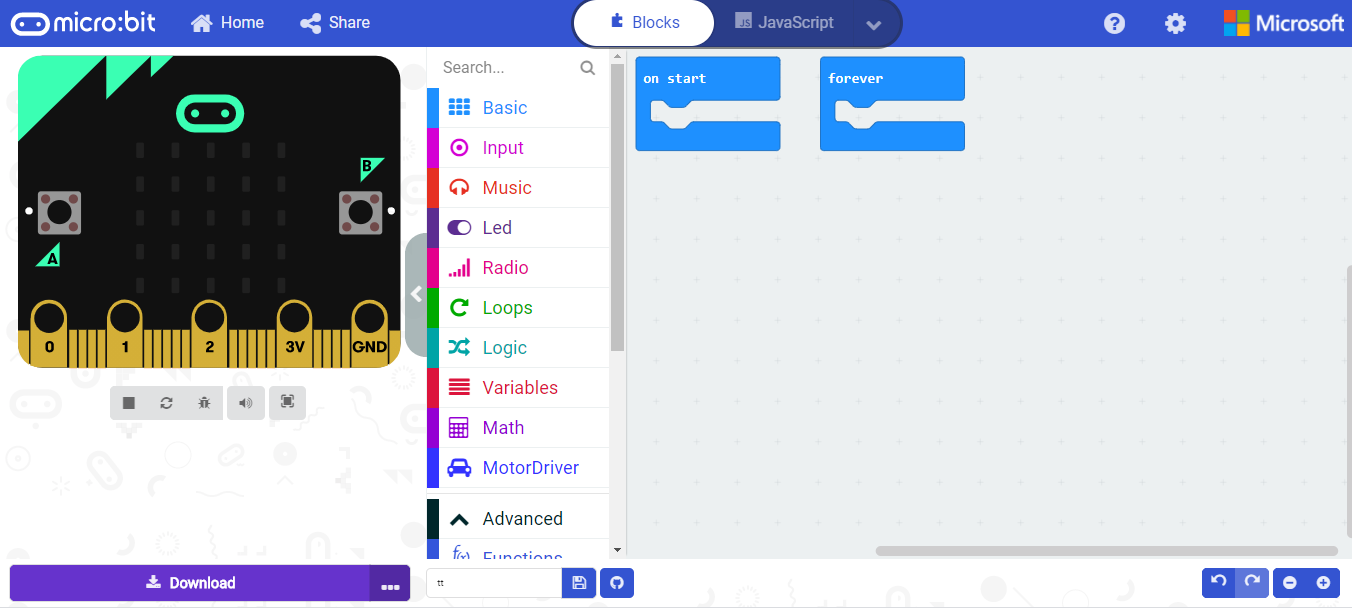 micro:bit
Home
Share
Blocks
JS JavaScript
?
Microsoft
Search...
Basic
Input
Music
Led
Radio
Loops
Logic
Variables
Math
MotorDriver
Advanced
f(x) Functions
on start
forever
B
A
0 1 2 3V GND
Download
tt